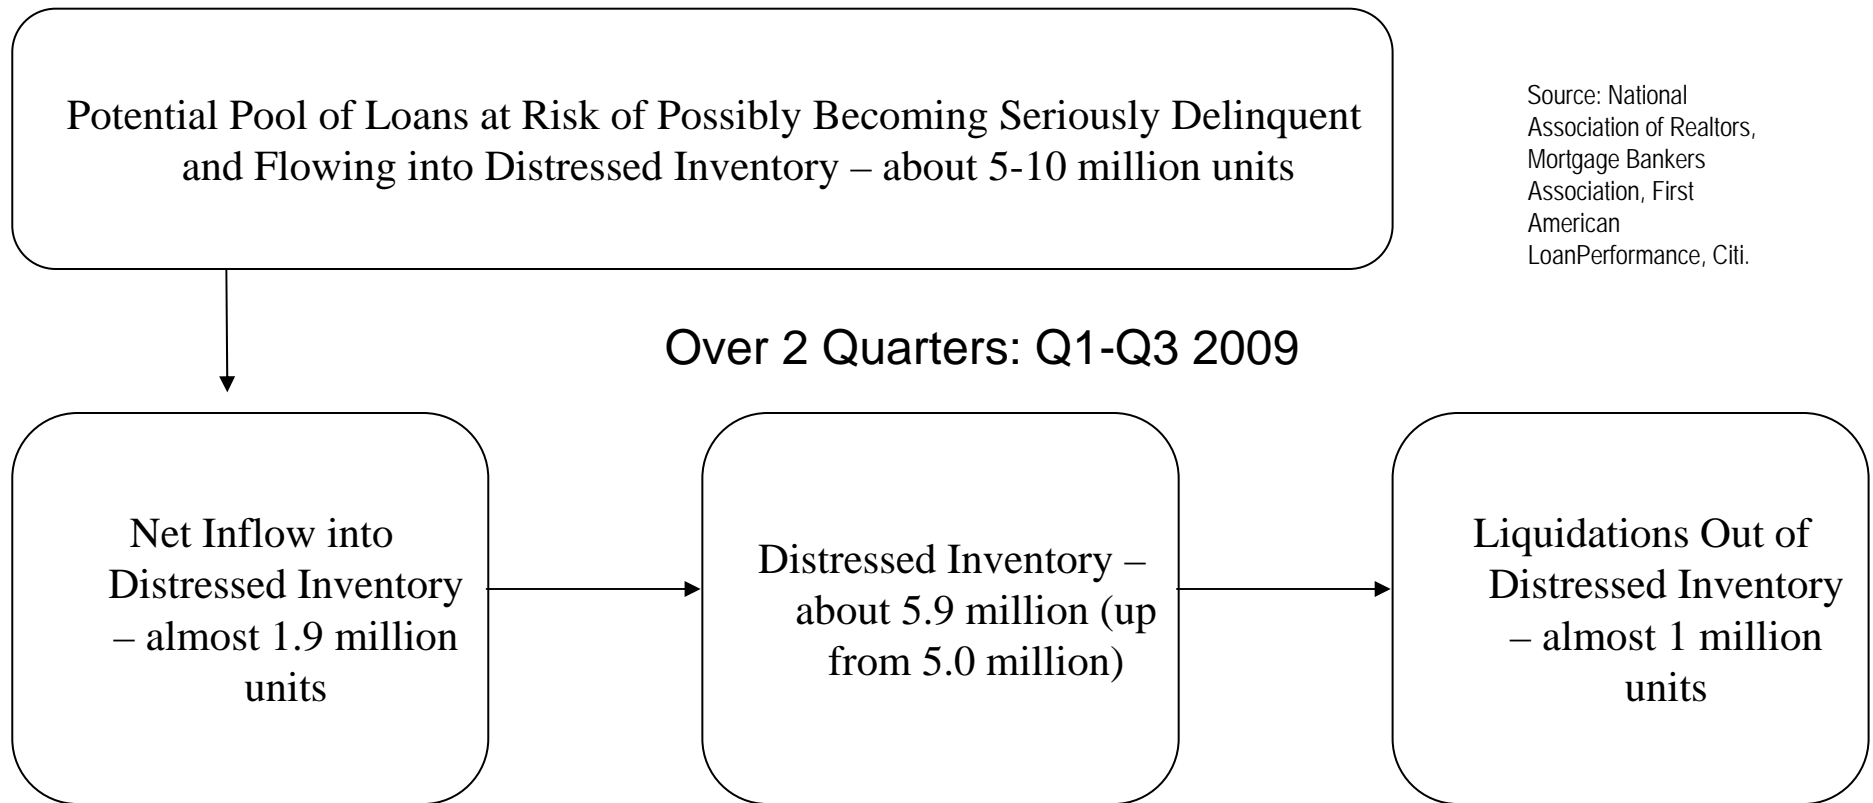 Potential Pool of Loans at Risk of Possibly Becoming Seriously Delinquent
and Flowing into Distressed Inventory – about 5-10 million units
Source: National
Association of Realtors,
Mortgage Bankers
Association, First
American
LoanPerformance, Citi.
Over 2 Quarters: Q1-Q3 2009
Net Inflow into
Distressed Inventory
– almost 1.9 million
units
Distressed Inventory –
about 5.9 million (up
from 5.0 million)
Liquidations Out of
Distressed Inventory
– almost 1 million
units